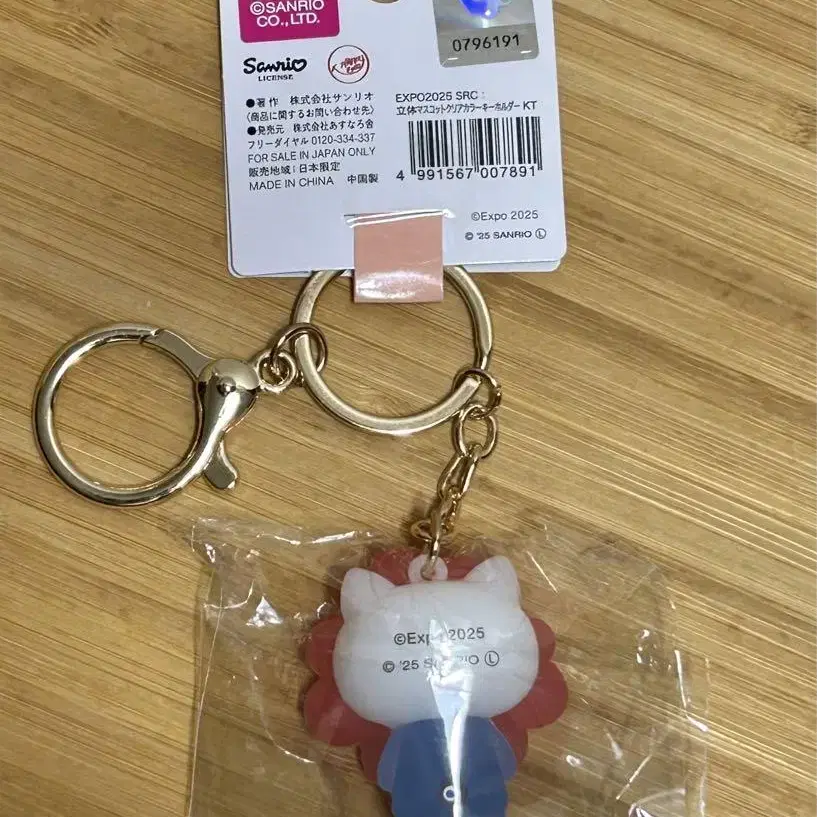 ©SANRIO
CO., LTD.
0796191
Sanrio
LICENSE
●著作 株式会社サンリオ
〈商品に関するお問い合わせ先〉
●発売元 株式会社あすなろ舎
フリーダイヤル 0120-334-337
FOR SALE IN JAPAN ONLY
販売地域:日本限定
MADE IN CHINA 中国製
EXPO2025 SRC:
立体マスコットクリアカラーキーホルダー KT
4 991567 007891
©Expo 2025
© '25 SANRIO Ⓛ
©Expo 2025
© '25 SANRIO Ⓛ